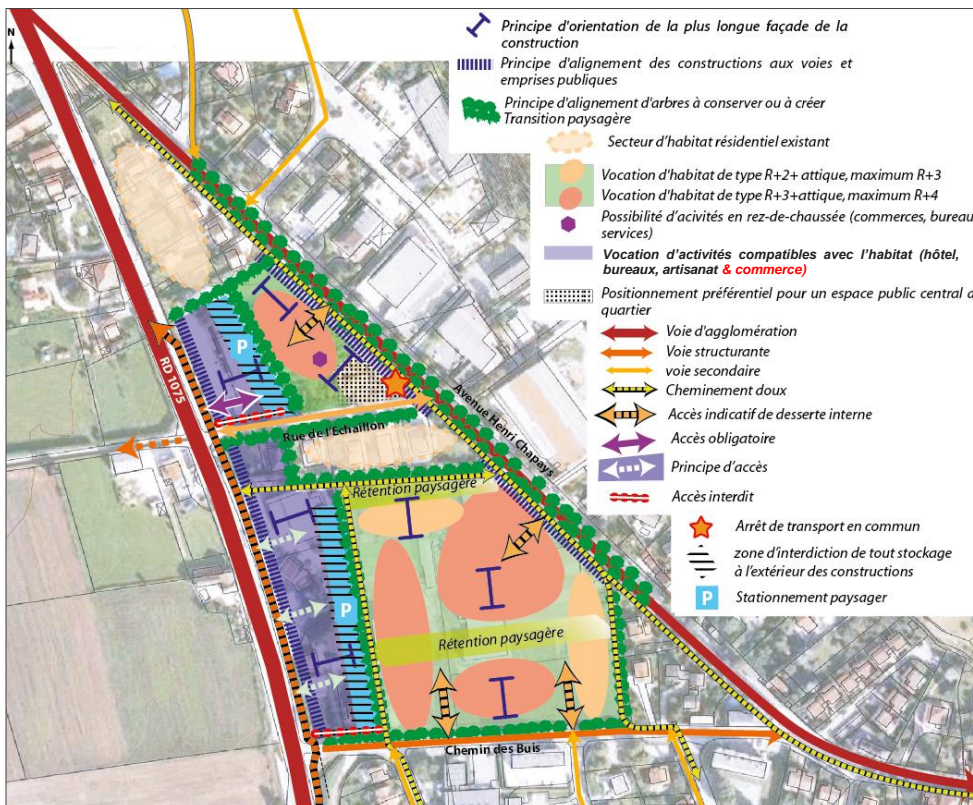 Principe d'orientation de la plus longue façade de la
construction
Principe d'alignement des constructions aux voies et
emprises publiques
Principe d'alignement d'arbres à conserver ou à créer
Transition paysagère
Secteur d'habitat résidentiel existant
Vocation d'habitat de type R+2+ attique, maximum R+3
Vocation d'habitat de type R+3+attique, maximum R+4
Possibilité d'acivités en rez-de-chaussée (commerces, bureau
services)
Vocation d'activités compatibles avec l'habitat (hôtel,
bureaux, artisanat & commerce)
Positionnement préférentiel pour un espace public central d
quartier
Voie d'agglomération
Voie structurante
voie secondaire
Cheminement doux
Accès indicatif de desserte interne
Accès obligatoire
Principe d'accès
Accès interdit
Arrêt de transport en commun
zone d'interdiction de tout stockage
à l'extérieur des constructions
P
Stationnement paysager
N
P
RD 1075
Avenue Henri Chapays
Rue de l'Echaillon
Rétention paysagère
P
Rétention paysagère
Chemin des Buis